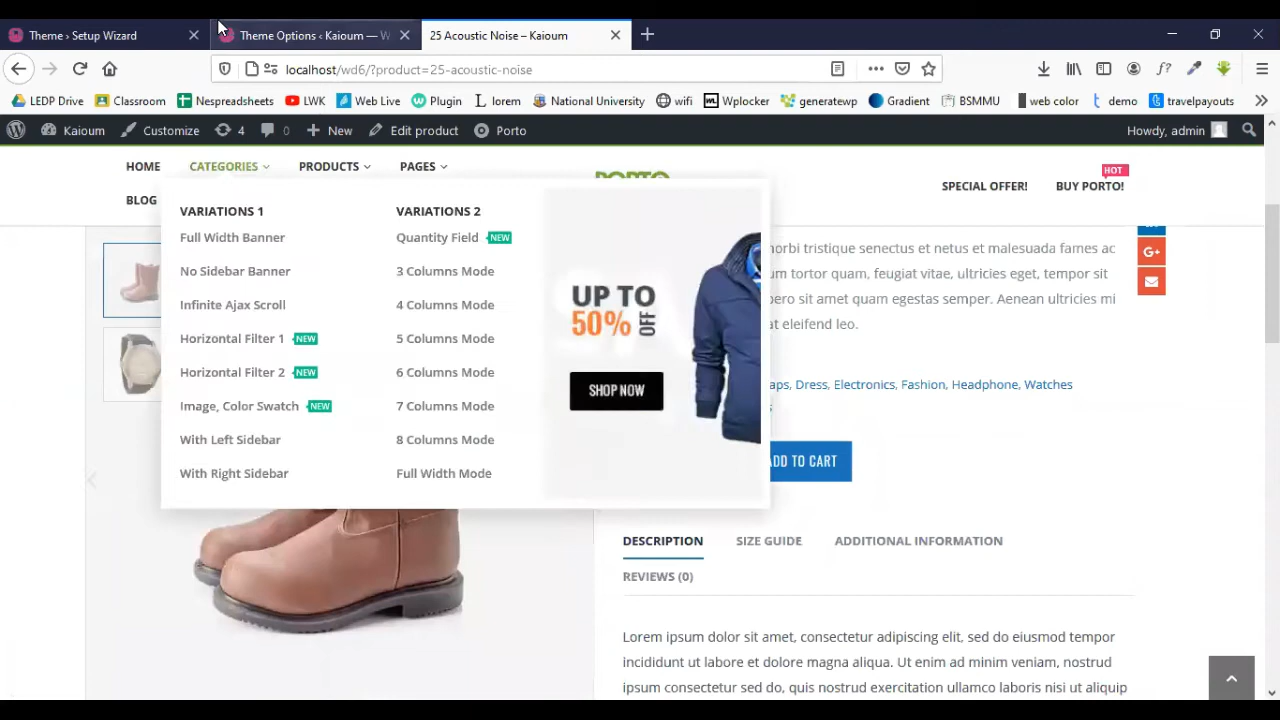 Theme › Setup Wizard
Theme Options ‹ Kaioum — W
25 Acoustic Noise – Kaioum
localhost/wd6/?product=25-acoustic-noise
LEDP Drive Classroom Nespreadsheets LWK Web Live Plugin lorem National University wifi Wplocker generatewp Gradient BSMMU web color demo travelpayouts
Kaioum Customize 4 0 New Edit product Porto Howdy, admin
HOME CATEGORIES PRODUCTS PAGES
BLOG
PORTO
SPECIAL OFFER! BUY PORTO!
HOT
VARIATIONS 1
Full Width Banner
No Sidebar Banner
Infinite Ajax Scroll
Horizontal Filter 1 NEW
Horizontal Filter 2 NEW
Image, Color Swatch NEW
With Left Sidebar
With Right Sidebar
VARIATIONS 2
Quantity Field NEW
3 Columns Mode
4 Columns Mode
5 Columns Mode
6 Columns Mode
7 Columns Mode
8 Columns Mode
Full Width Mode
UP TO
50% OFF
SHOP NOW
morbi tristique senectus et netus et malesuada fames ac
um tortor quam, feugiat vitae, ultricies eget, tempor sit
bero sit amet quam egestas semper. Aenean ultricies mi
at eleifend leo.
G+
aps, Dress, Electronics, Fashion, Headphone, Watches
s
ADD TO CART
DESCRIPTION SIZE GUIDE ADDITIONAL INFORMATION
REVIEWS (0)
Lorem ipsum dolor sit amet, consectetur adipiscing elit, sed do eiusmod tempor
incididunt ut labore et dolore magna aliqua. Ut enim ad minim veniam, nostrud
ipsum consectetur sed do, quis nostrud exercitation ullamco laboris nisi ut aliquip